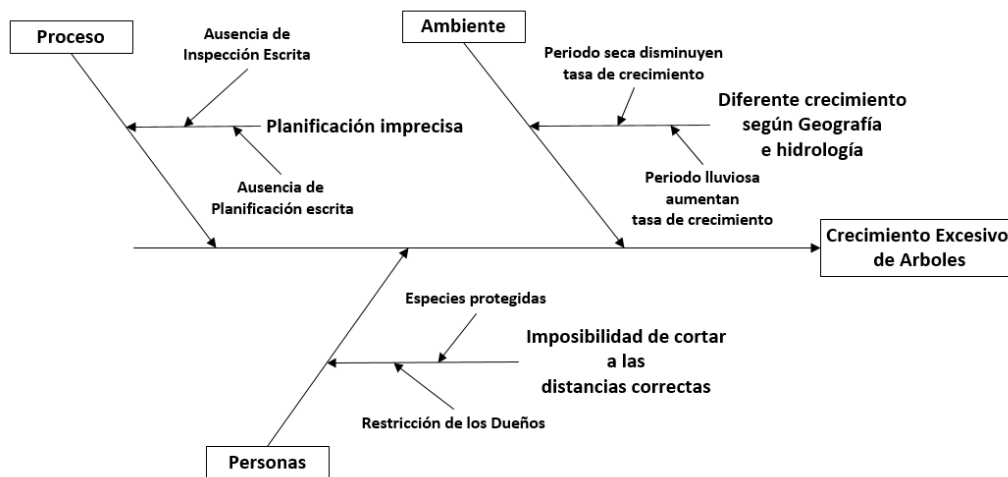 Proceso
Ausencia de
Inspección Escrita
Planificación imprecisa
Ausencia de
Planificación escrita
Ambiente
Periodo seca disminuyen
tasa de crecimiento
Diferente crecimiento
según Geografía
e hidrología
Periodo lluviosa
aumentan
tasa de crecimiento
Crecimiento Excesivo
de Arboles
Especies protegidas
Imposibilidad de cortar
a las
distancias correctas
Restricción de los Dueños
Personas